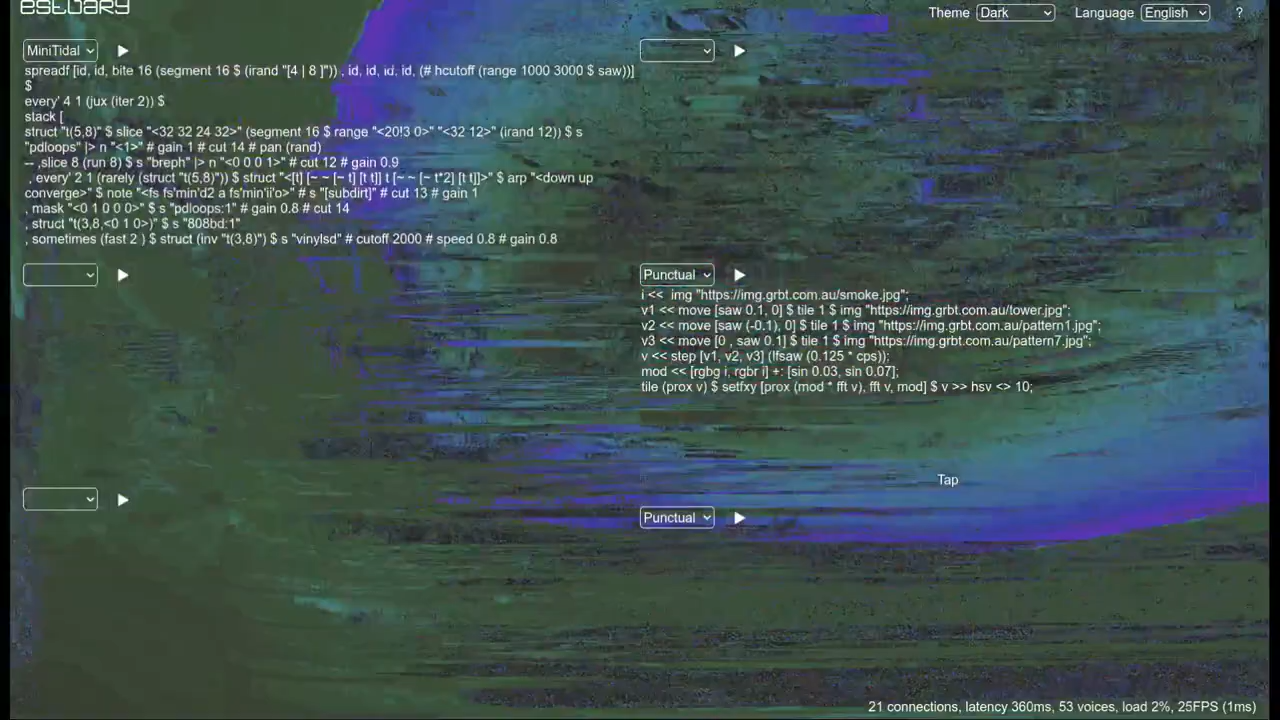 estuary
Theme Dark Language English ?
MiniTidal
spreadf [id, id, bite 16 (segment 16 $ (irand "[4 | 8 ]")) , id, id, id, id, (# hcutoff (range 1000 3000 $ saw))]
$
every' 4 1 (jux (iter 2)) $
stack [
struct "t(5,8)" $ slice "<32 32 24 32>" (segment 16 $ range "<20!3 0>" "<32 12>" (irand 12)) $ s
"pdloops" |> n "<1>" # gain 1 # cut 14 # pan (rand)
-- ,slice 8 (run 8) $ s "breph" |> n "<0 0 0 1>" # cut 12 # gain 0.9
, every' 2 1 (rarely (struct "t(5,8)")) $ struct "<[t] [~ ~ [~ t] [t t]] t [~ ~ [~ t*2] [t t]]>" $ arp "<down up
converge>" $ note "<fs fs'min'd2 a fs'min'ii'o>" # s "[subdirt]" # cut 13 # gain 1
, mask "<0 1 0 0 0>" $ s "pdloops:1" # gain 0.8 # cut 14
, struct "t(3,8,<0 1 0>)" $ s "808bd:1"
, sometimes (fast 2 ) $ struct (inv "t(3,8)") $ s "vinylsd" # cutoff 2000 # speed 0.8 # gain 0.8
Punctual
i << img "https://img.grbt.com.au/smoke.jpg";
v1 << move [saw 0.1, 0] $ tile 1 $ img "https://img.grbt.com.au/tower.jpg";
v2 << move [saw (-0.1), 0] $ tile 1 $ img "https://img.grbt.com.au/pattern1.jpg";
v3 << move [0 , saw 0.1] $ tile 1 $ img "https://img.grbt.com.au/pattern7.jpg";
v << step [v1, v2, v3] (lfsaw (0.125 * cps));
mod << [rgbg i, rgbr i] +: [sin 0.03, sin 0.07];
tile (prox v) $ setfxy [prox (mod * fft v), fft v, mod] $ v >> hsv <> 10;
Tap
Punctual
21 connections, latency 360ms, 53 voices, load 2%, 25FPS (1ms)